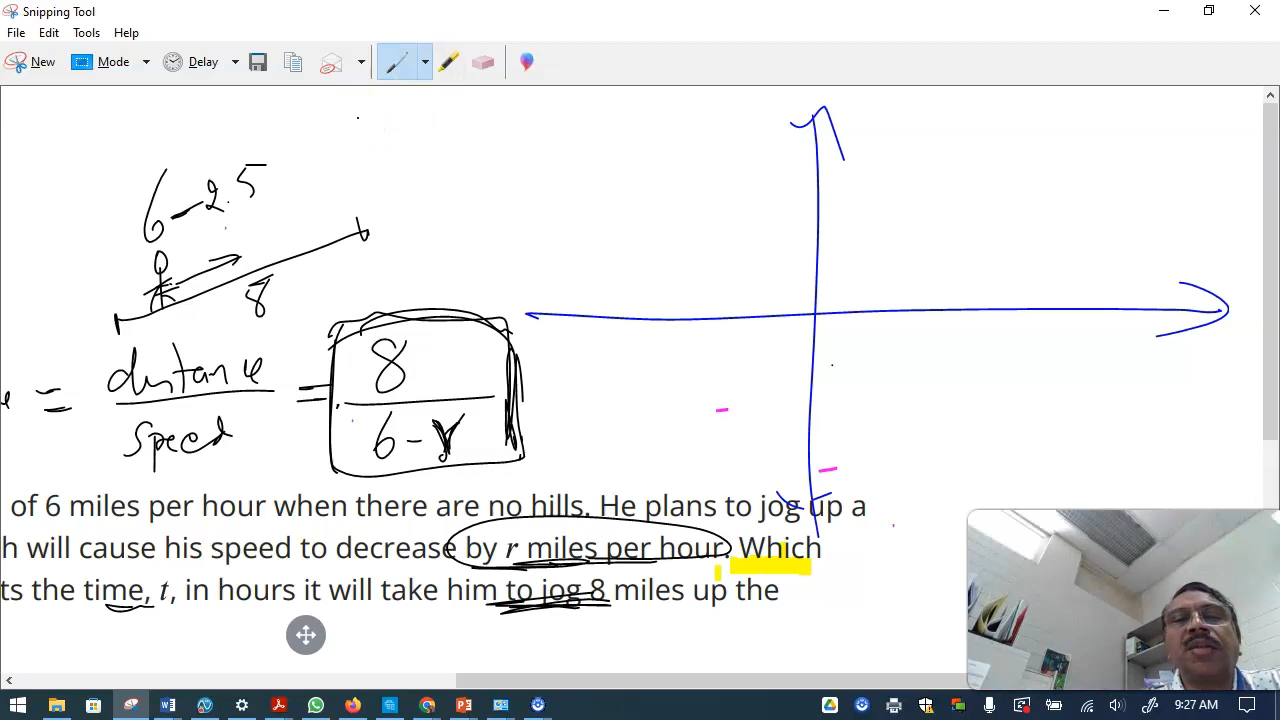 Snipping Tool
File Edit Tools Help
New Mode Delay
6 - 2.5
8
= distance = 8
speed 6 - r
of 6 miles per hour when there are no hills. He plans to jog up a
h will cause his speed to decrease by r miles per hour. Which
ts the time, t, in hours it will take him to jog 8 miles up the
9:27 AM